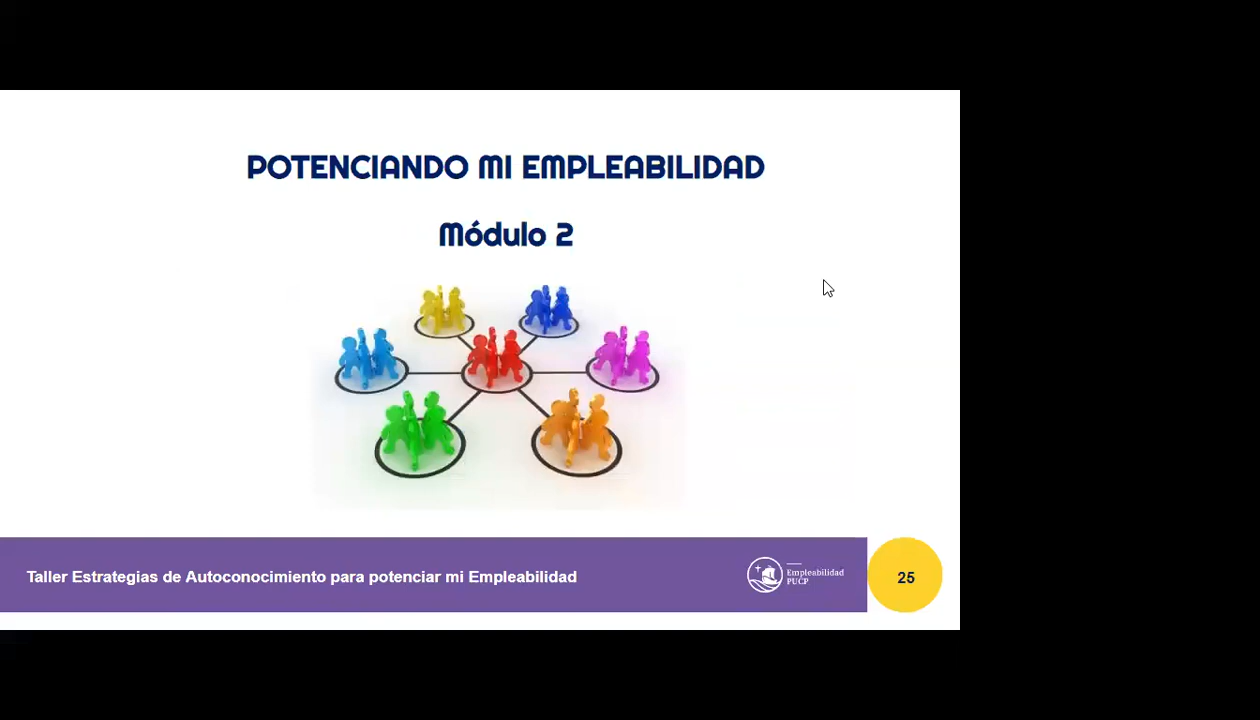 POTENCIANDO MI EMPLEABILIDAD
Módulo 2
Taller Estrategias de Autoconocimiento para potenciar mi Empleabilidad
Empleabilidad
PUCP
25